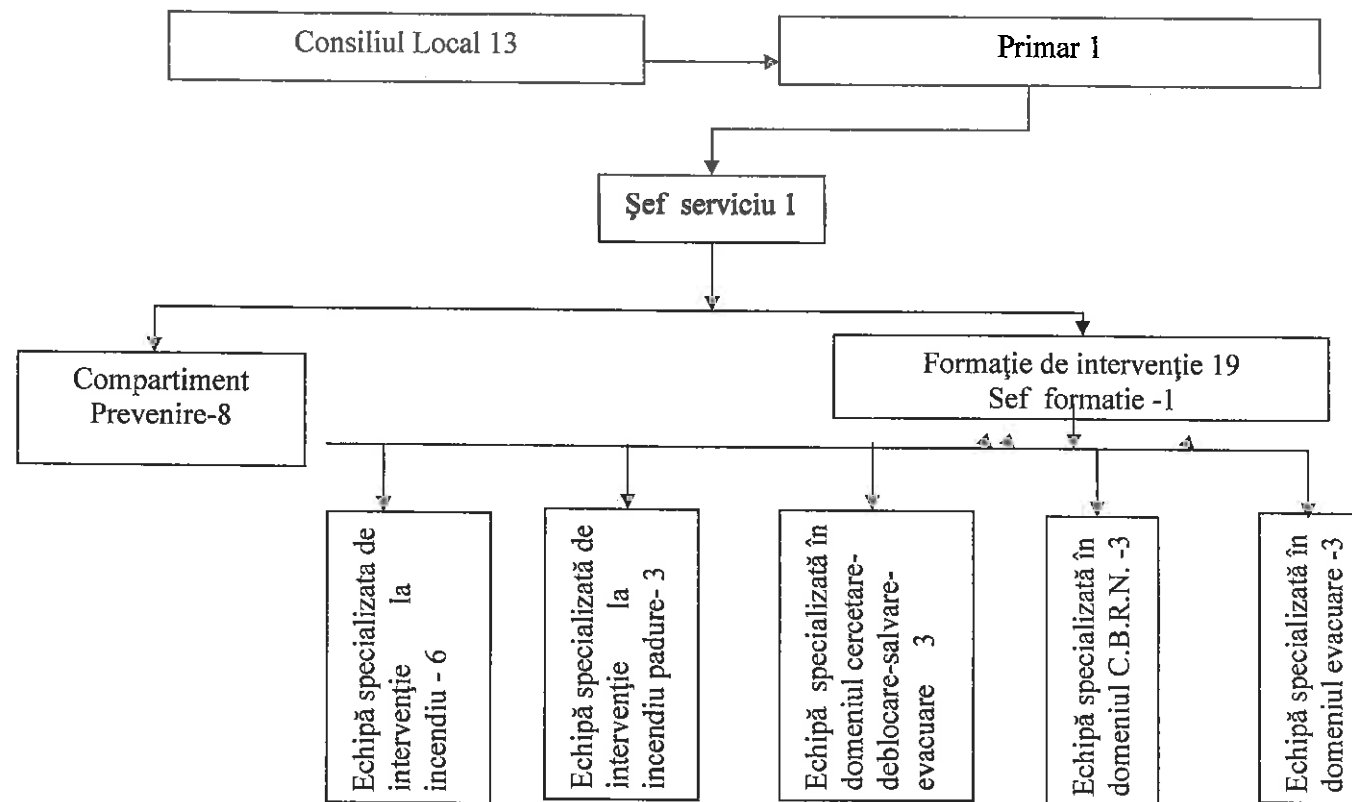 Consiliul Local 13
Primar 1
Şef serviciu 1
Compartiment
Prevenire-8
Formaţie de intervenţie 19
Sef formatie -1
Echipă specializata de
intervenţie la
incendiu - 6
Echipă specializată de
intervenţie la
incendiu padure- 3
Echipă specializată în
domeniul cercetare-
deblocare-salvare-
evacuare 3
Echipă specializată în
domeniul C.B.R.N. -3
Echipă specializată în
domeniul evacuare -3